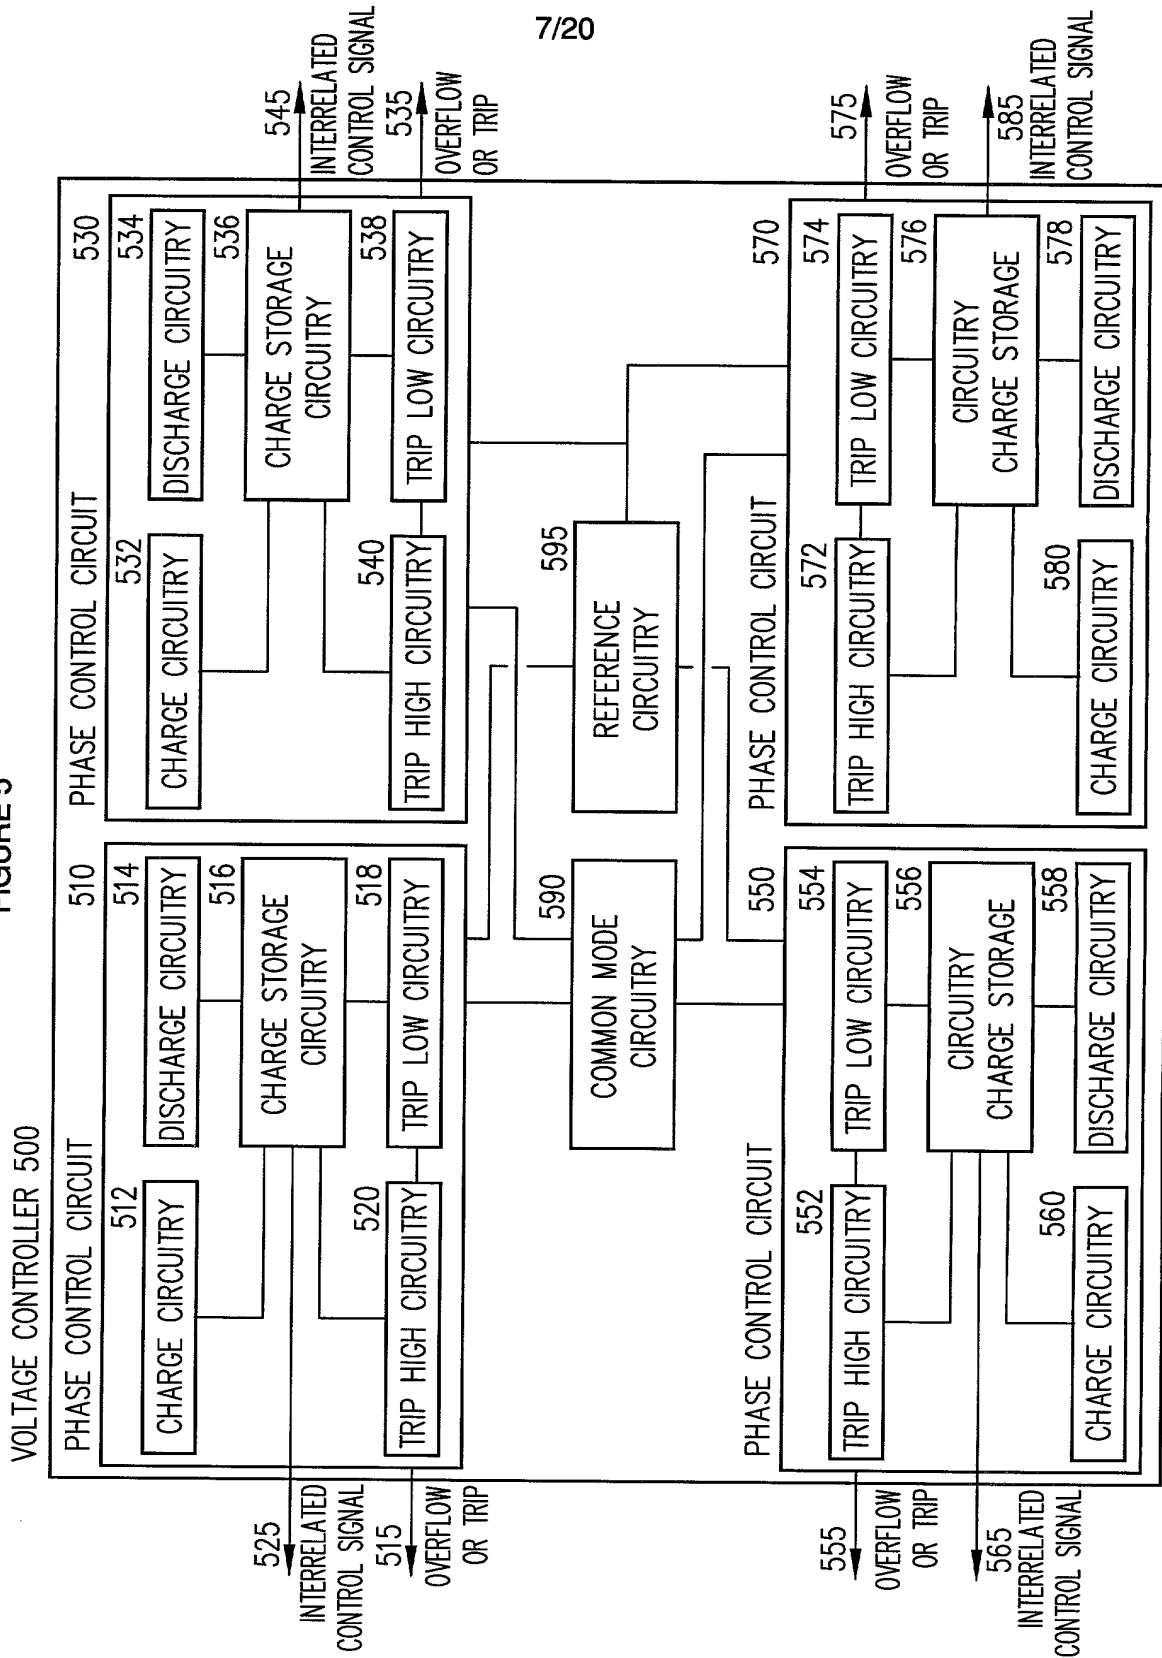 7/20
FIGURE 5
VOLTAGE CONTROLLER 500
PHASE CONTROL CIRCUIT
510
512
CHARGE CIRCUITRY
514
DISCHARGE CIRCUITRY
516
CHARGE STORAGE
CIRCUITRY
518
TRIP LOW CIRCUITRY
520
TRIP HIGH CIRCUITRY
525
INTERRELATED
CONTROL SIGNAL
515
OVERFLOW
OR TRIP
PHASE CONTROL CIRCUIT
530
532
CHARGE CIRCUITRY
534
DISCHARGE CIRCUITRY
536
CHARGE STORAGE
CIRCUITRY
538
TRIP LOW CIRCUITRY
540
TRIP HIGH CIRCUITRY
545
INTERRELATED
CONTROL SIGNAL
535
OVERFLOW
OR TRIP
590
COMMON MODE
CIRCUITRY
595
REFERENCE
CIRCUITRY
PHASE CONTROL CIRCUIT
550
552
TRIP HIGH CIRCUITRY
554
TRIP LOW CIRCUITRY
556
CIRCUITRY
CHARGE STORAGE
558
DISCHARGE CIRCUITRY
560
CHARGE CIRCUITRY
555
OVERFLOW
OR TRIP
565
INTERRELATED
CONTROL SIGNAL
PHASE CONTROL CIRCUIT
570
572
TRIP HIGH CIRCUITRY
574
TRIP LOW CIRCUITRY
576
CIRCUITRY
CHARGE STORAGE
578
DISCHARGE CIRCUITRY
580
CHARGE CIRCUITRY
575
OVERFLOW
OR TRIP
585
INTERRELATED
CONTROL SIGNAL